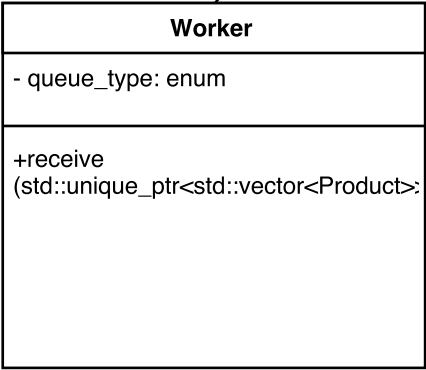 Worker
- queue_type: enum
+receive
(std::unique_ptr<std::vector<Product>>